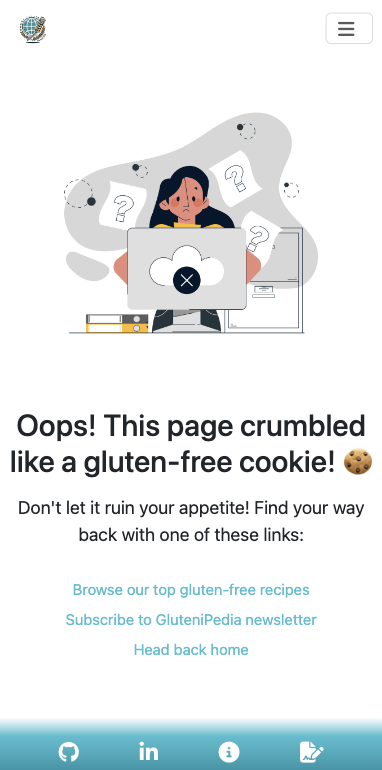 ? ? ?
Oops! This page crumbled
like a gluten-free cookie! 🍪
Don't let it ruin your appetite! Find your way
back with one of these links:
Browse our top gluten-free recipes
Subscribe to GluteniPedia newsletter
Head back home
in